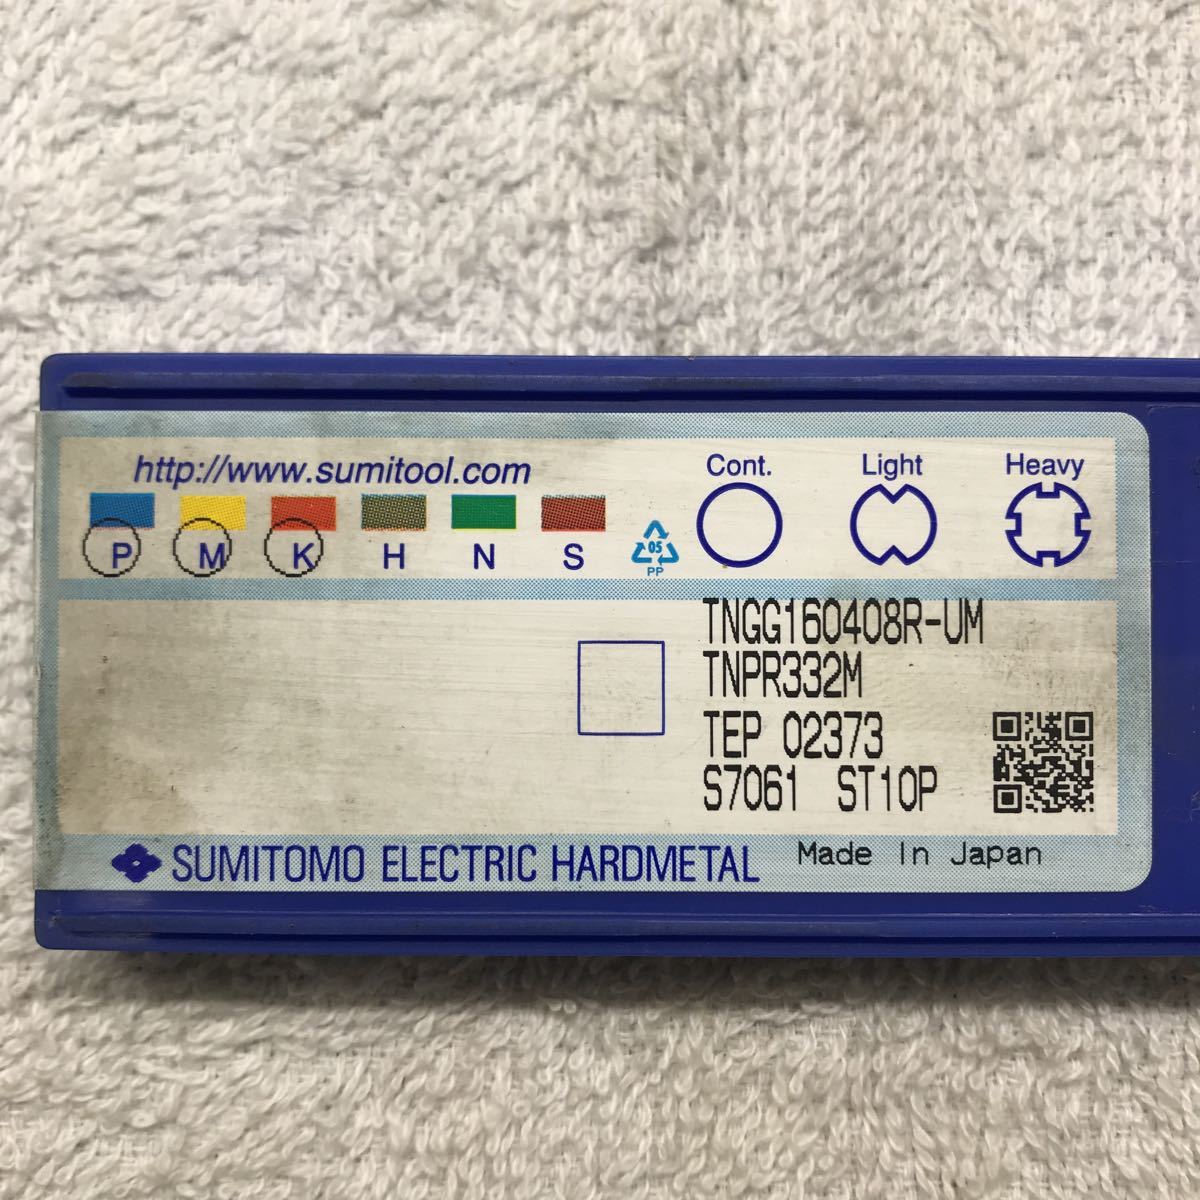 http://www.sumitool.com
Cont. Light Heavy
P M K H N S
05
PP
TNGG160408R-UM
TNPR332M
TEP 02373
S7061 ST10P
SUMITOMO ELECTRIC HARDMETAL
Made In Japan